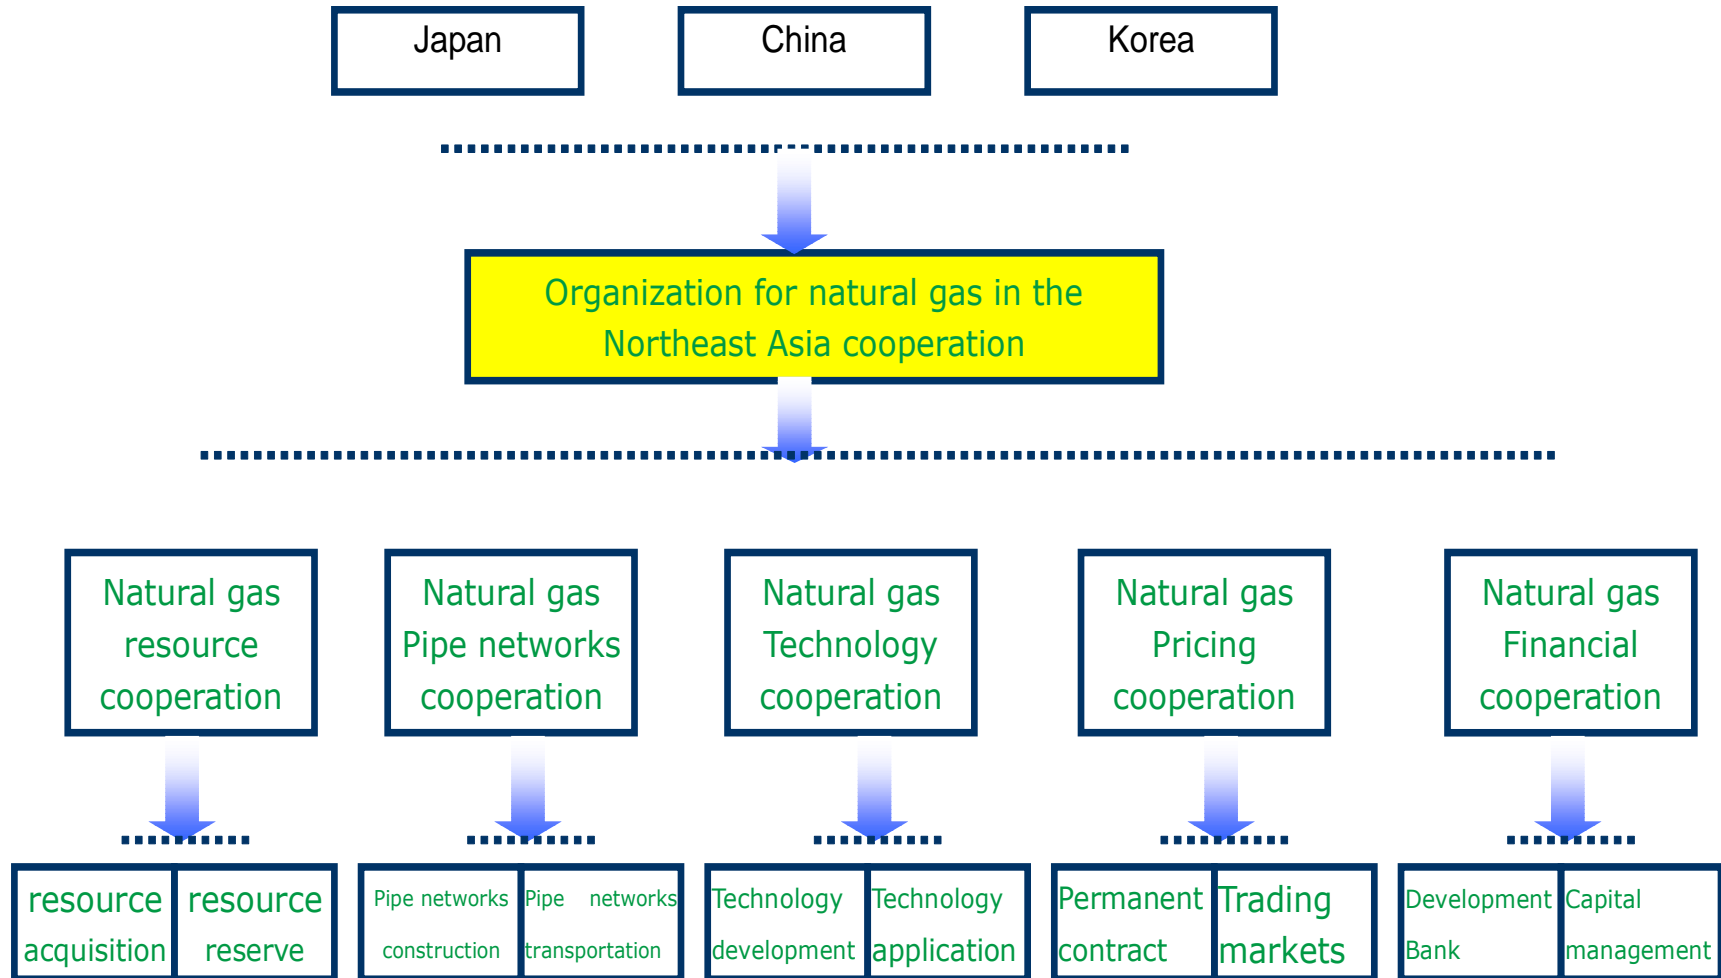 Japan
China
Korea
Organization for natural gas in the
Northeast Asia cooperation
Natural gas
resource
cooperation
Natural gas
Pipe networks
cooperation
Natural gas
Technology
cooperation
Natural gas
Pricing
cooperation
Natural gas
Financial
cooperation
resource
acquisition
resource
reserve
Pipe networks
construction
Pipe networks
transportation
Technology
development
Technology
application
Permanent
contract
Trading
markets
Development
Bank
Capital
management